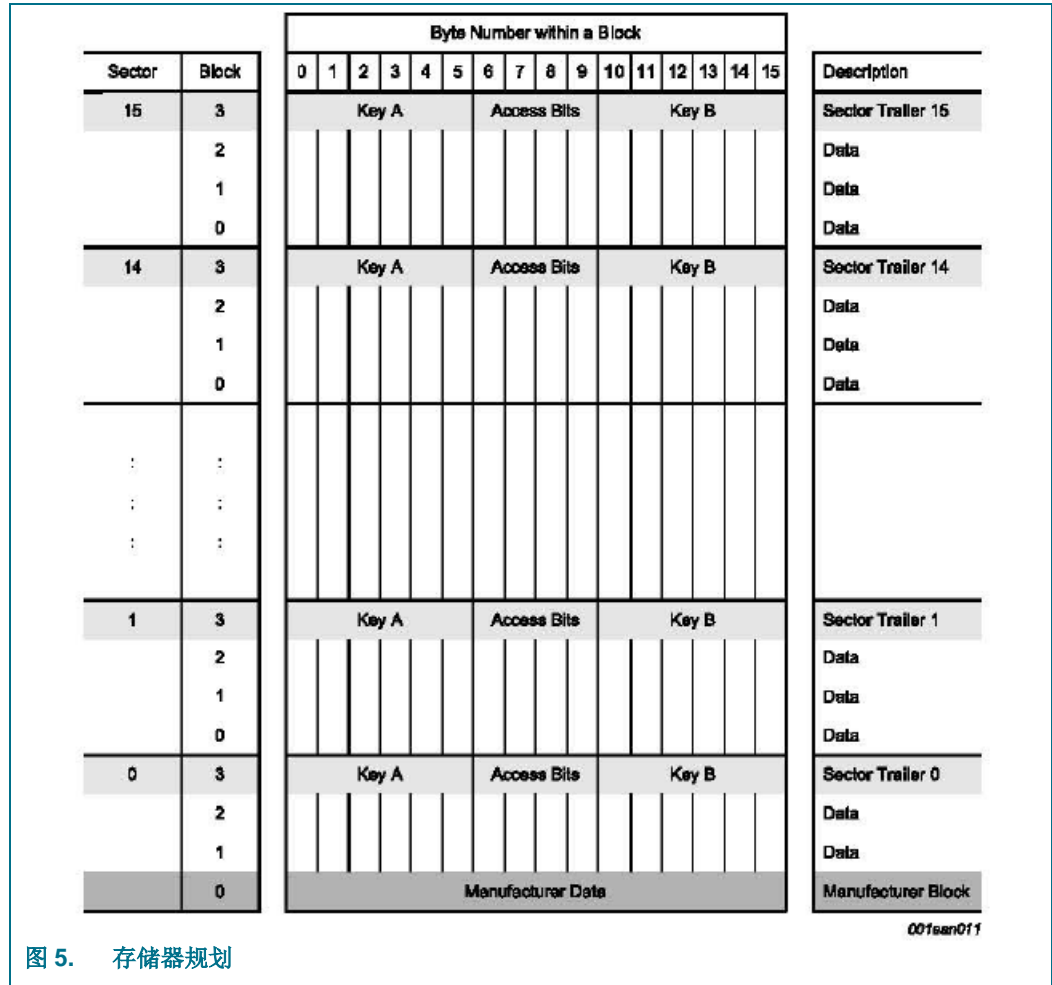 Byte Number within a Block
Sector Block 0 1 2 3 4 5 6 7 8 9 10 11 12 13 14 15 Description
15 3 Key A Access Bits Key B Sector Trailer 15
2 Data
1 Data
0 Data
14 3 Key A Access Bits Key B Sector Trailer 14
2 Data
1 Data
0 Data
: :
: :
: :
1 3 Key A Access Bits Key B Sector Trailer 1
2 Data
1 Data
0 Data
0 3 Key A Access Bits Key B Sector Trailer 0
2 Data
1 Data
0 Manufacturer Data Manufacturer Block
001aan011
图 5. 存储器规划